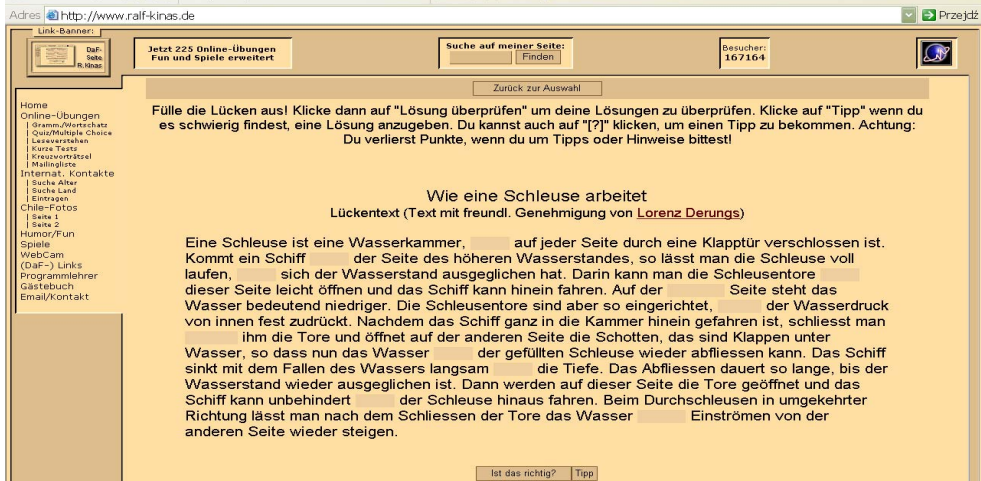 Adres http://www.ralf-kinas.de Przejdź
Link-Banner:
DaF-
Seite
R.Kinas
Jetzt 225 Online-Übungen
Fun und Spiele erweitert
Suche auf meiner Seite:
Finden
Besucher:
167164
Zurück zur Auswahl
Home
Online-Übungen
| Gramm./Wortschatz
| Quiz/Multiple Choice
| Leseverstehen
| Kurze Tests
| Kreuzworträtsel
| Mailingliste
Internat. Kontakte
| Suche Alter
| Suche Land
| Eintragen
Chile-Fotos
| Seite 1
| Seite 2
Humor/Fun
Spiele
WebCam
(DaF-) Links
Programmlehrer
Gästebuch
Email/Kontakt
Fülle die Lücken aus! Klicke dann auf "Lösung überprüfen" um deine Lösungen zu überprüfen. Klicke auf "Tipp" wenn du
es schwierig findest, eine Lösung anzugeben. Du kannst auch auf "[?]" klicken, um einen Tipp zu bekommen. Achtung:
Du verlierst Punkte, wenn du um Tipps oder Hinweise bittest!
Wie eine Schleuse arbeitet
Lückentext (Text mit freundl. Genehmigung von Lorenz Derungs)
Eine Schleuse ist eine Wasserkammer, auf jeder Seite durch eine Klapptür verschlossen ist.
Kommt ein Schiff der Seite des höheren Wasserstandes, so lässt man die Schleuse voll
laufen, sich der Wasserstand ausgeglichen hat. Darin kann man die Schleusentore
dieser Seite leicht öffnen und das Schiff kann hinein fahren. Auf der Seite steht das
Wasser bedeutend niedriger. Die Schleusentore sind aber so eingerichtet, der Wasserdruck
von innen fest zudrückt. Nachdem das Schiff ganz in die Kammer hinein gefahren ist, schliesst man
ihm die Tore und öffnet auf der anderen Seite die Schotten, das sind Klappen unter
Wasser, so dass nun das Wasser der gefüllten Schleuse wieder abfliessen kann. Das Schiff
sinkt mit dem Fallen des Wassers langsam die Tiefe. Das Abfliessen dauert so lange, bis der
Wasserstand wieder ausgeglichen ist. Dann werden auf dieser Seite die Tore geöffnet und das
Schiff kann unbehindert der Schleuse hinaus fahren. Beim Durchschleusen in umgekehrter
Richtung lässt man nach dem Schliessen der Tore das Wasser Einströmen von der
anderen Seite wieder steigen.
Ist das richtig? Tipp